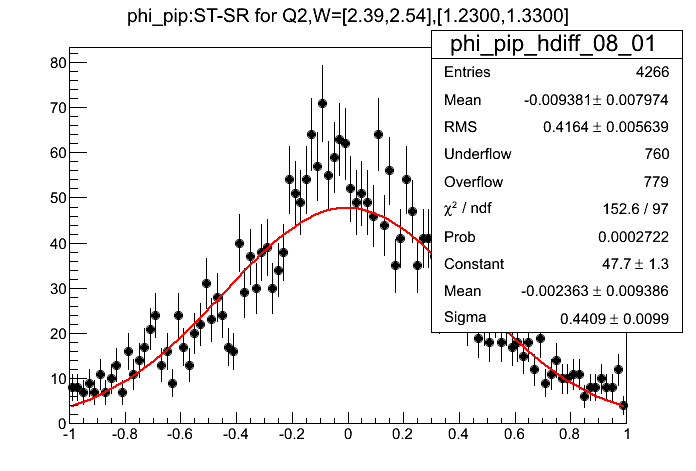 phi_pip:ST-SR for Q2,W=[2.39,2.54],[1.2300,1.3300]
phi_pip_hdiff_08_01
Entries 4266
Mean -0.009381 ± 0.007974
RMS 0.4164 ± 0.005639
Underflow 760
Overflow 779
χ² / ndf 152.6 / 97
Prob 0.0002722
Constant 47.7 ± 1.3
Mean -0.002363 ± 0.009386
Sigma 0.4409 ± 0.0099
80
70
60
50
40
30
20
10
0
-1 -0.8 -0.6 -0.4 -0.2 0 0.2 0.4 0.6 0.8 1